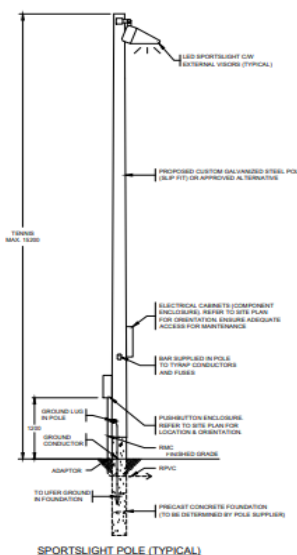 LED SPORTSLIGHT C/W
EXTERNAL VISORS (TYPICAL)
PROPOSED CUSTOM GALVANIZED STEEL POL
(SLIP FIT) OR APPROVED ALTERNATIVE
TENNIS
MAX. 15200
ELECTRICAL CABINETS (COMPONENT
ENCLOSURE). REFER TO SITE PLAN
FOR ORIENTATION. ENSURE ADEQUATE
ACCESS FOR MAINTENANCE
BAR SUPPLIED IN POLE
TO TYRAP CONDUCTORS
AND FUSES
GROUND LUG
IN POLE
PUSHBUTTON ENCLOSURE.
REFER TO SITE PLAN FOR
LOCATION & ORIENTATION.
1200
GROUND
CONDUCTOR
RMC
FINISHED GRADE
ADAPTOR
RPVC
TO UFER GROUND
IN FOUNDATION
PRECAST CONCRETE FOUNDATION
(TO BE DETERMINED BY POLE SUPPLIER)
SPORTSLIGHT POLE (TYPICAL)